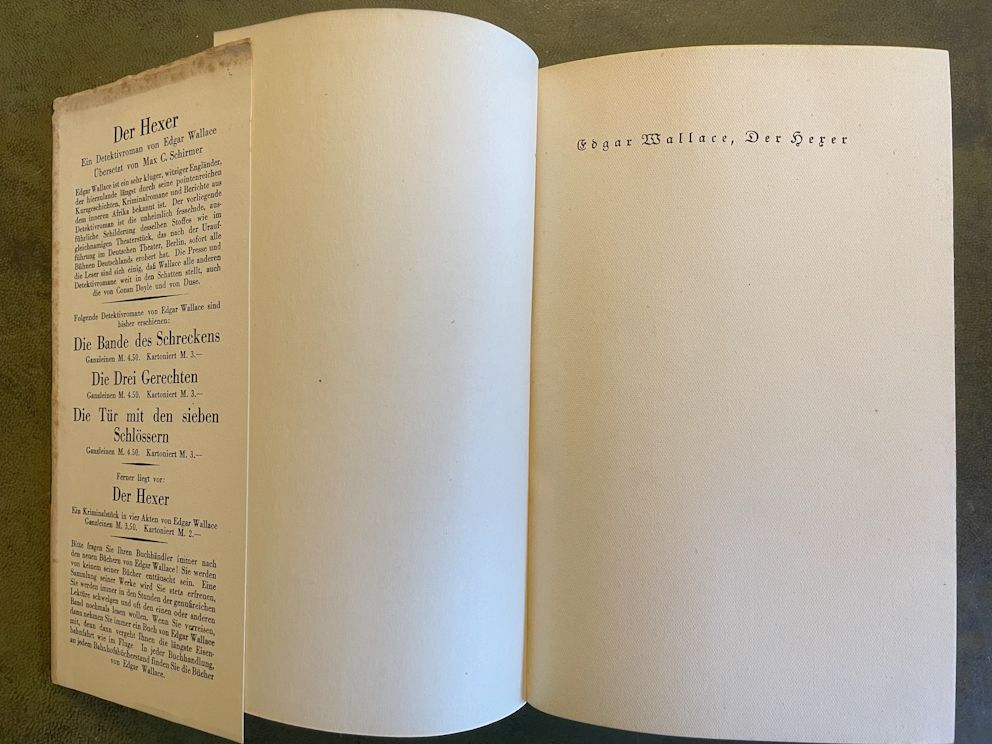 Der Hexer
Ein Detektivroman von Edgar Wallace
Übersetzt von Max C. Schirmer
Edgar Wallace ist ein sehr kluger, witziger Engländer,
der hierzulande längst durch seine pointenreichen
Kurzgeschichten, Kriminalromane und Berichte aus
dem inneren Afrika bekannt ist. Der vorliegende
Detektivroman ist die unheimlich fesselnde, aus-
führliche Schilderung desselben Stoffes wie im
gleichnamigen Theaterstück, das nach der Urauf-
führung im Deutschen Theater, Berlin, sofort alle
Bühnen Deutschlands erobert hat. Die Presse und
die Leser sind sich einig, daß Wallace alle anderen
Detektivromane weit in den Schatten stellt, auch
die von Conan Doyle und von Duse.
Folgende Detektivromane von Edgar Wallace sind
bisher erschienen:
Die Bande des Schreckens
Ganzleinen M. 4.50. Kartoniert M. 3.—
Die Drei Gerechten
Ganzleinen M. 4.50. Kartoniert M. 3.—
Die Tür mit den sieben
Schlössern
Ganzleinen M. 4.50. Kartoniert M. 3.—
Ferner liegt vor:
Der Hexer
Ein Kriminalstück in vier Akten von Edgar Wallace
Ganzleinen M. 3.50. Kartoniert M. 2.—
Bitte fragen Sie Ihren Buchhändler immer nach
den neuen Büchern von Edgar Wallace! Sie werden
von keinem seiner Bücher enttäuscht sein. Eine
Sammlung seiner Werke wird Sie stets erfreuen,
Sie werden immer in den Stunden der genußreichen
Lektüre schwelgen und oft den einen oder anderen
Band nochmals lesen wollen. Wenn Sie verreisen,
dann nehmen Sie immer ein Buch von Edgar Wallace
mit, denn dann vergeht Ihnen die längste Eisen-
bahnfahrt wie im Fluge. In jeder Buchhandlung,
an jedem Bahnhofsbücherstand finden Sie die Bücher
von Edgar Wallace.
Edgar Wallace, Der Hexer